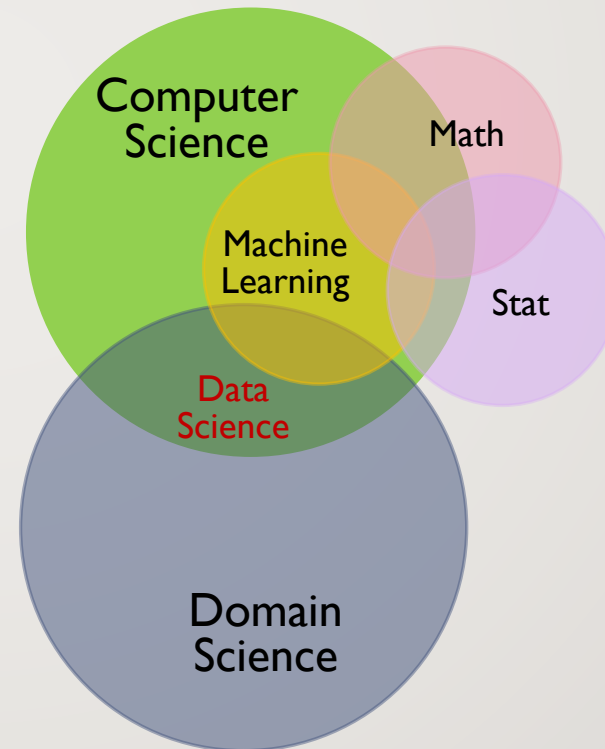 Computer
Science
Math
Machine
Learning
Stat
Data
Science
Domain
Science